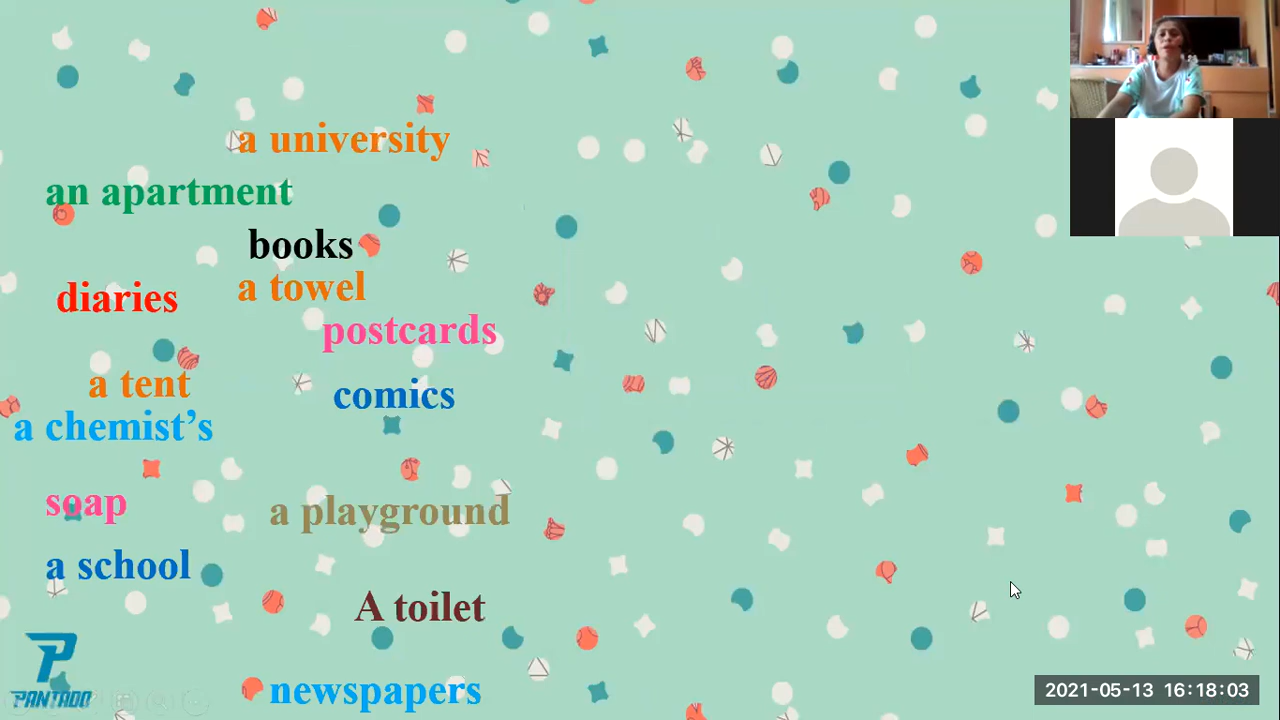 a university
an apartment
books
a towel
diaries
postcards
a tent
comics
a chemist’s
soap
a playground
a school
A toilet
newspapers
PANTADO
2021-05-13 16:18:03